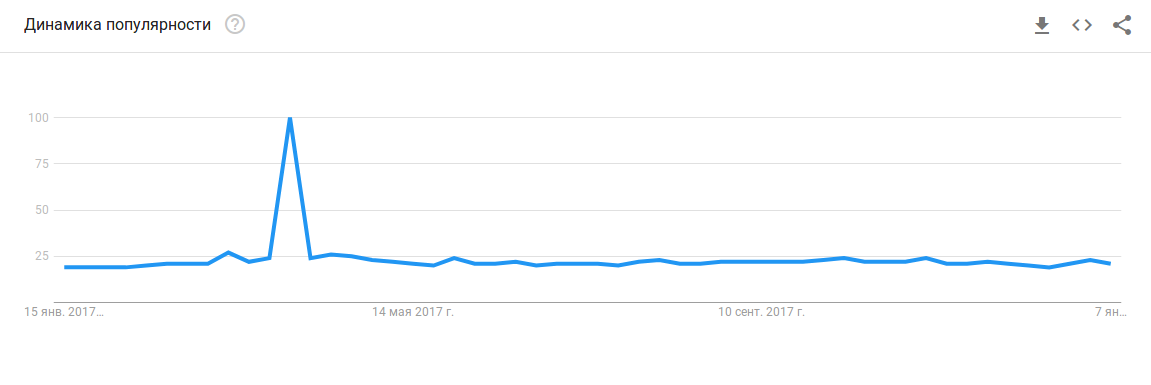 Динамика популярности
100
75
50
25
15 янв. 2017…
14 мая 2017 г.
10 сент. 2017 г.
7 ян…